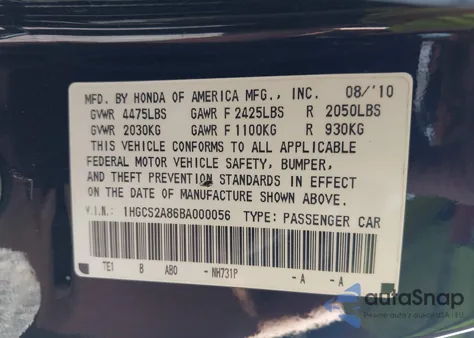 MFD. BY HONDA OF AMERICA MFG., INC. 08/'10
GVWR 4475LBS GAWR F 2425LBS R 2050LBS
GVWR 2030KG GAWR F 1100KG R 930KG
THIS VEHICLE CONFORMS TO ALL APPLICABLE
FEDERAL MOTOR VEHICLE SAFETY, BUMPER,
AND THEFT PREVENTION STANDARDS IN EFFECT
ON THE DATE OF MANUFACTURE SHOWN ABOVE.
V.I.N.: 1HGCS2A86BA000056 TYPE: PASSENGER CAR
7E1 B AB0 - NH731P -A -A
autoSnap